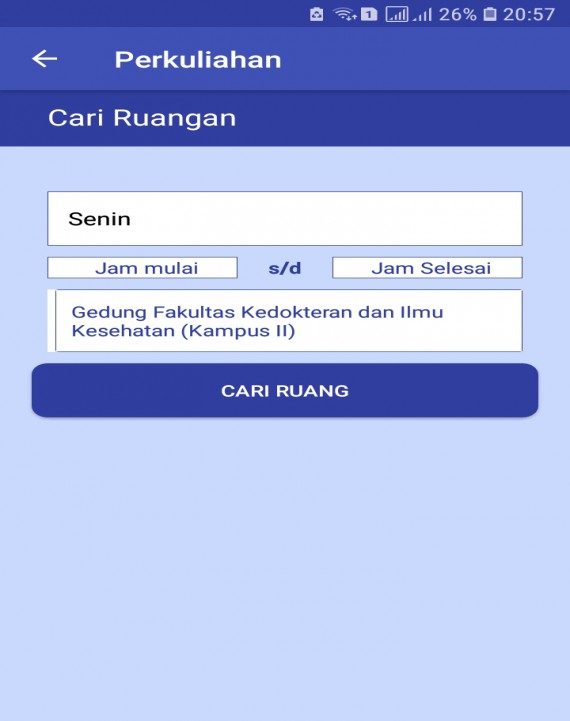 26% 20:57
Perkuliahan
Cari Ruangan
Senin
Jam mulai s/d Jam Selesai
Gedung Fakultas Kedokteran dan Ilmu
Kesehatan (Kampus II)
CARI RUANG